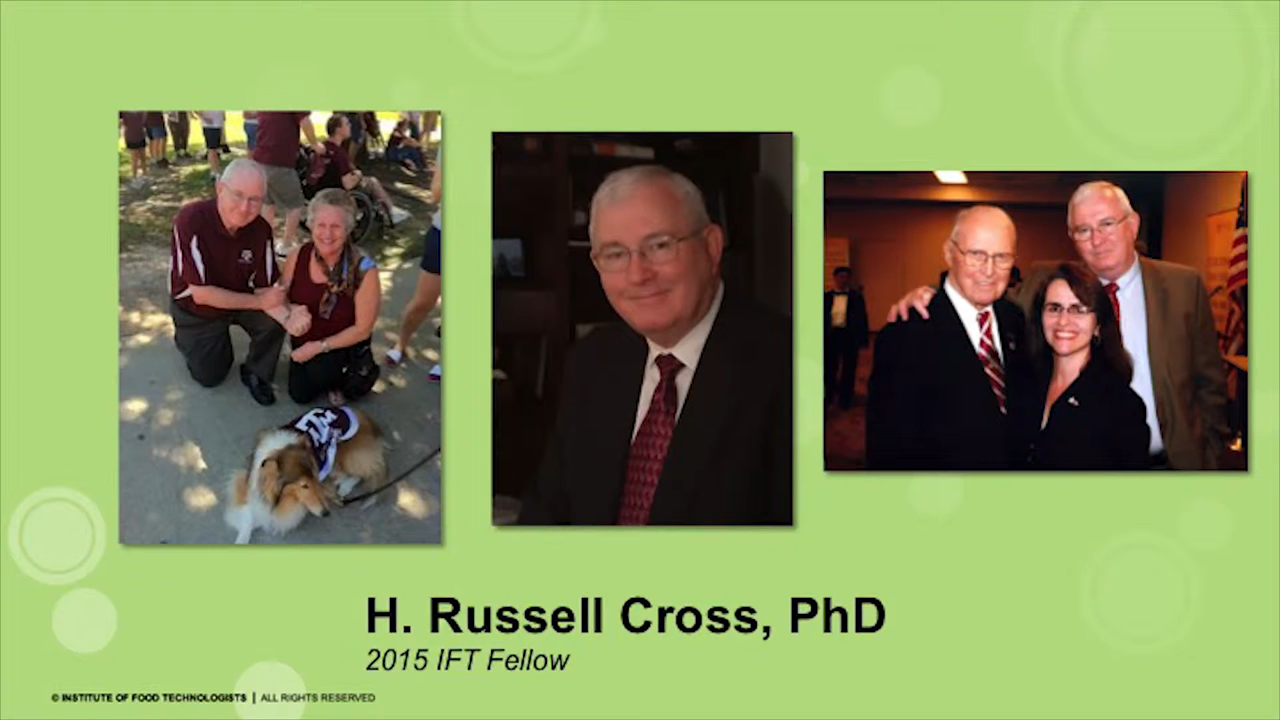 H. Russell Cross, PhD
2015 IFT Fellow
© INSTITUTE OF FOOD TECHNOLOGISTS | ALL RIGHTS RESERVED